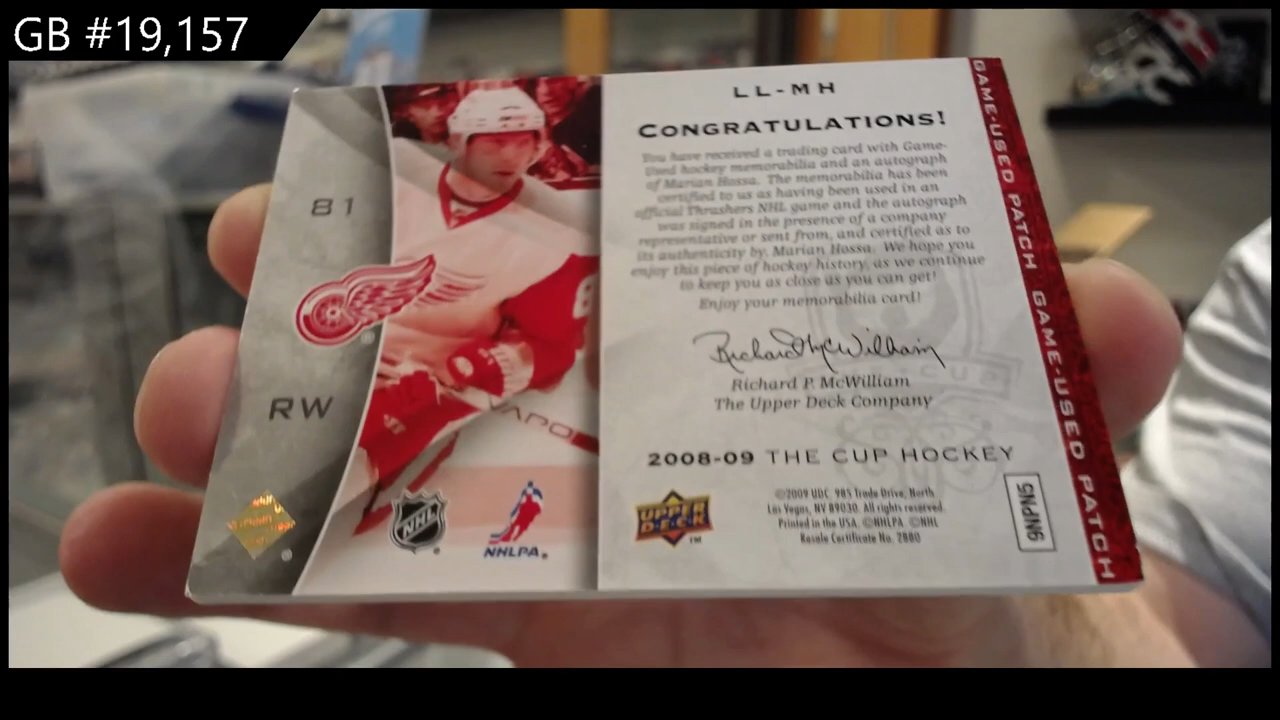 GB #19,157
81
RW
NHL
NHLPA
LL-MH
CONGRATULATIONS!
You have received a trading card with Game-
Used hockey memorabilia and an autograph
of Marian Hossa. The memorabilia has been
certified to us as having been used in an
official Thrashers NHL game and the autograph
was signed in the presence of a company
representative or sent from, and certified as to
its authenticity by, Marian Hossa. We hope you
enjoy this piece of hockey history, as we continue
to keep you as close as you can get!
Enjoy your memorabilia card!
Richard McWilliam
Richard P. McWilliam
The Upper Deck Company
2008-09 THE CUP HOCKEY
UPPER
DECK
©2009 UDC. 985 Trade Drive, North
Las Vegas, NV 89030. All rights reserved.
Printed in the USA. ©NHLPA. ©NHL
Resale Certificate No. 2880
9NPN5
GAME-USED PATCH GAME-USED PATCH